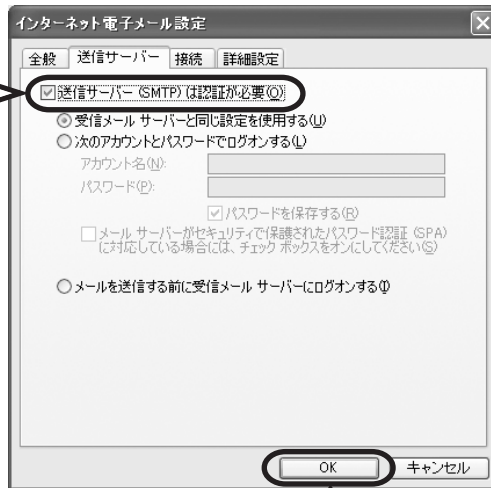 インターネット電子メール設定
全般 送信サーバー 接続 詳細設定
送信サーバー (SMTP) は認証が必要(O)
受信メール サーバーと同じ設定を使用する(U)
次のアカウントとパスワードでログオンする(L)
アカウント名(N):
パスワード(P):
パスワードを保存する(R)
メール サーバーがセキュリティで保護されたパスワード認証 (SPA)
に対応している場合には、チェック ボックスをオンにしてください(S)
メールを送信する前に受信メール サーバーにログオンする(I)
OK キャンセル